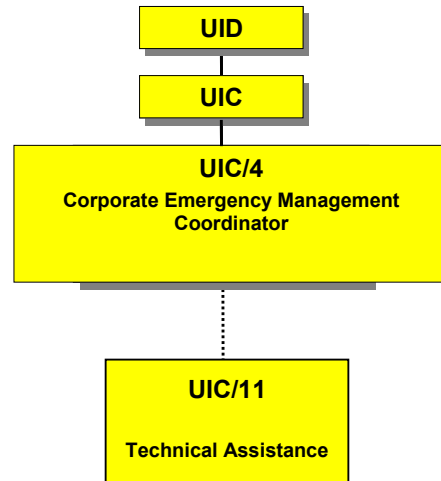 UID
UIC
UIC/4
Corporate Emergency Management
Coordinator
UIC/11
Technical Assistance